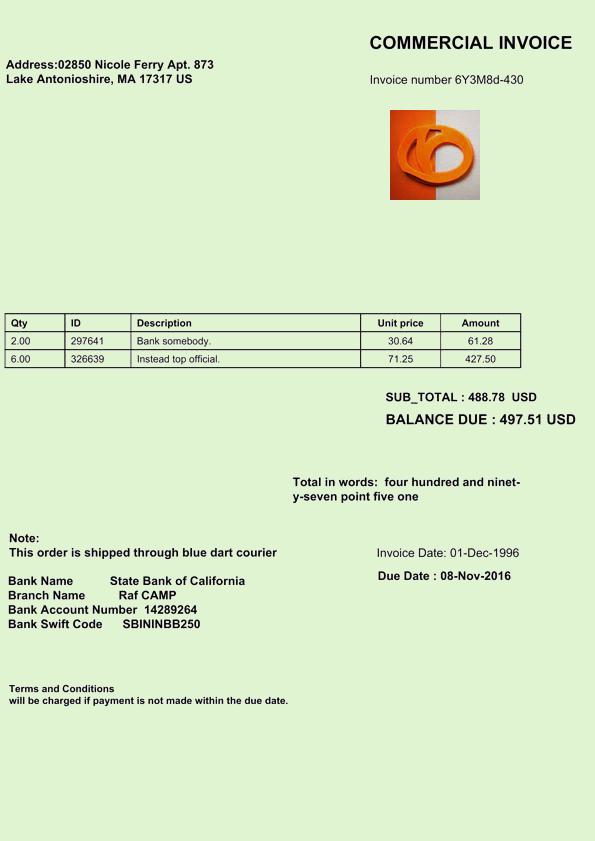 COMMERCIAL INVOICE
Address:02850 Nicole Ferry Apt. 873
Lake Antonioshire, MA 17317 US
Invoice number 6Y3M8d-430
Qty ID Description Unit price Amount
2.00 297641 Bank somebody. 30.64 61.28
6.00 326639 Instead top official. 71.25 427.50
SUB_TOTAL : 488.78 USD
BALANCE DUE : 497.51 USD
Total in words: four hundred and ninet-
y-seven point five one
Note:
This order is shipped through blue dart courier
Invoice Date: 01-Dec-1996
Due Date : 08-Nov-2016
Bank Name State Bank of California
Branch Name Raf CAMP
Bank Account Number 14289264
Bank Swift Code SBININBB250
Terms and Conditions
will be charged if payment is not made within the due date.